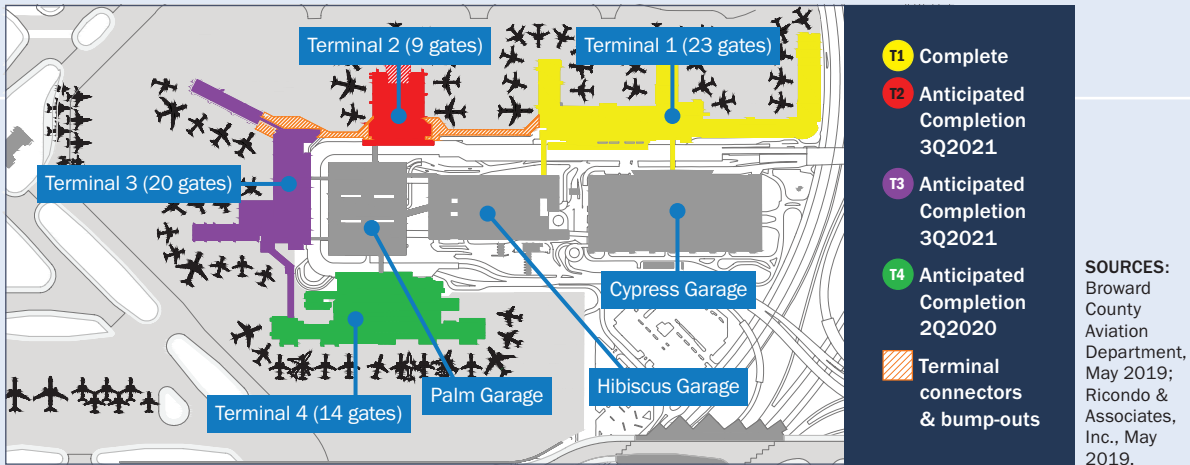 Terminal 2 (9 gates)
Terminal 1 (23 gates)
Terminal 3 (20 gates)
Cypress Garage
Hibiscus Garage
Palm Garage
Terminal 4 (14 gates)
T1 Complete
T2 Anticipated
Completion
3Q2021
T3 Anticipated
Completion
3Q2021
T4 Anticipated
Completion
2Q2020
Terminal
connectors
& bump-outs
SOURCES:
Broward
County
Aviation
Department,
May 2019;
Ricondo &
Associates,
Inc., May
2019.